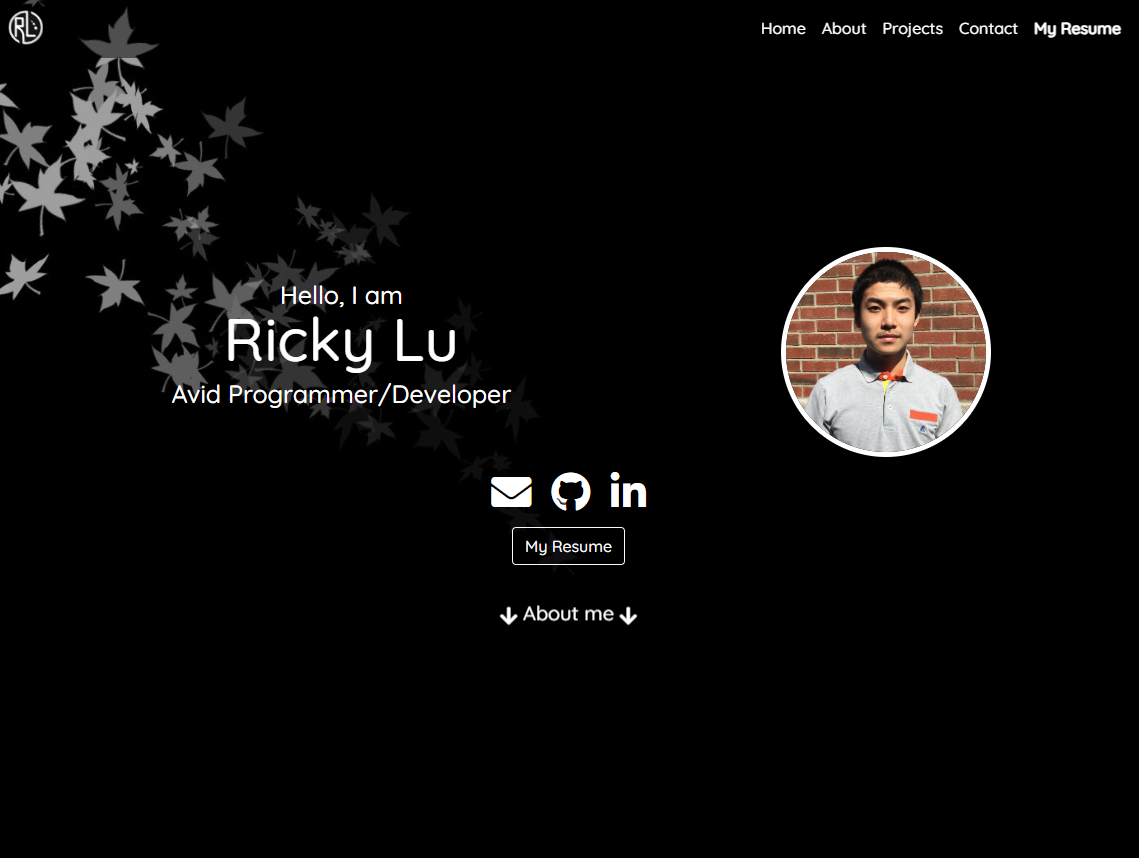 RL
Home About Projects Contact My Resume
Hello, I am
Ricky Lu
Avid Programmer/Developer
in
My Resume
About me